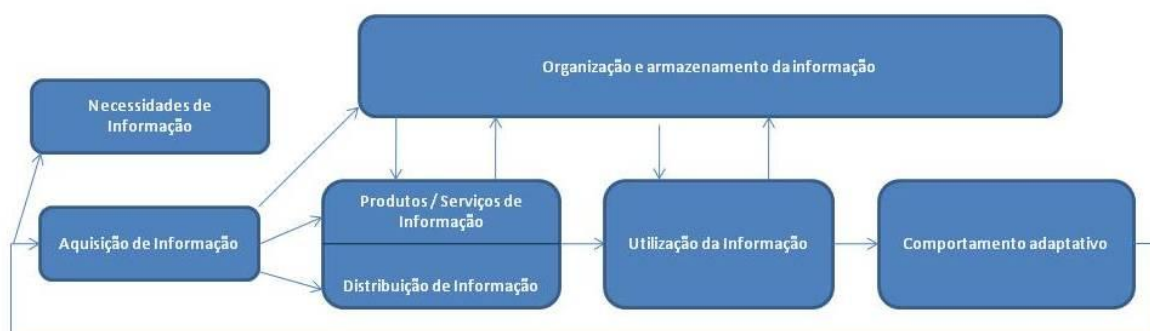 Organização e armazenamento da informação
Necessidades de
Informação
Produtos / Serviços de
Informação
Aquisição de Informação
Utilização da Informação
Comportamento adaptativo
Distribuição de Informação